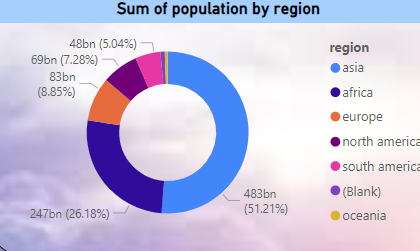 Sum of population by region
48bn (5.04%)
69bn (7.28%)
83bn
(8.85%)
247bn (26.18%)
483bn
(51.21%)
region
asia
africa
europe
north america
south america
(Blank)
oceania